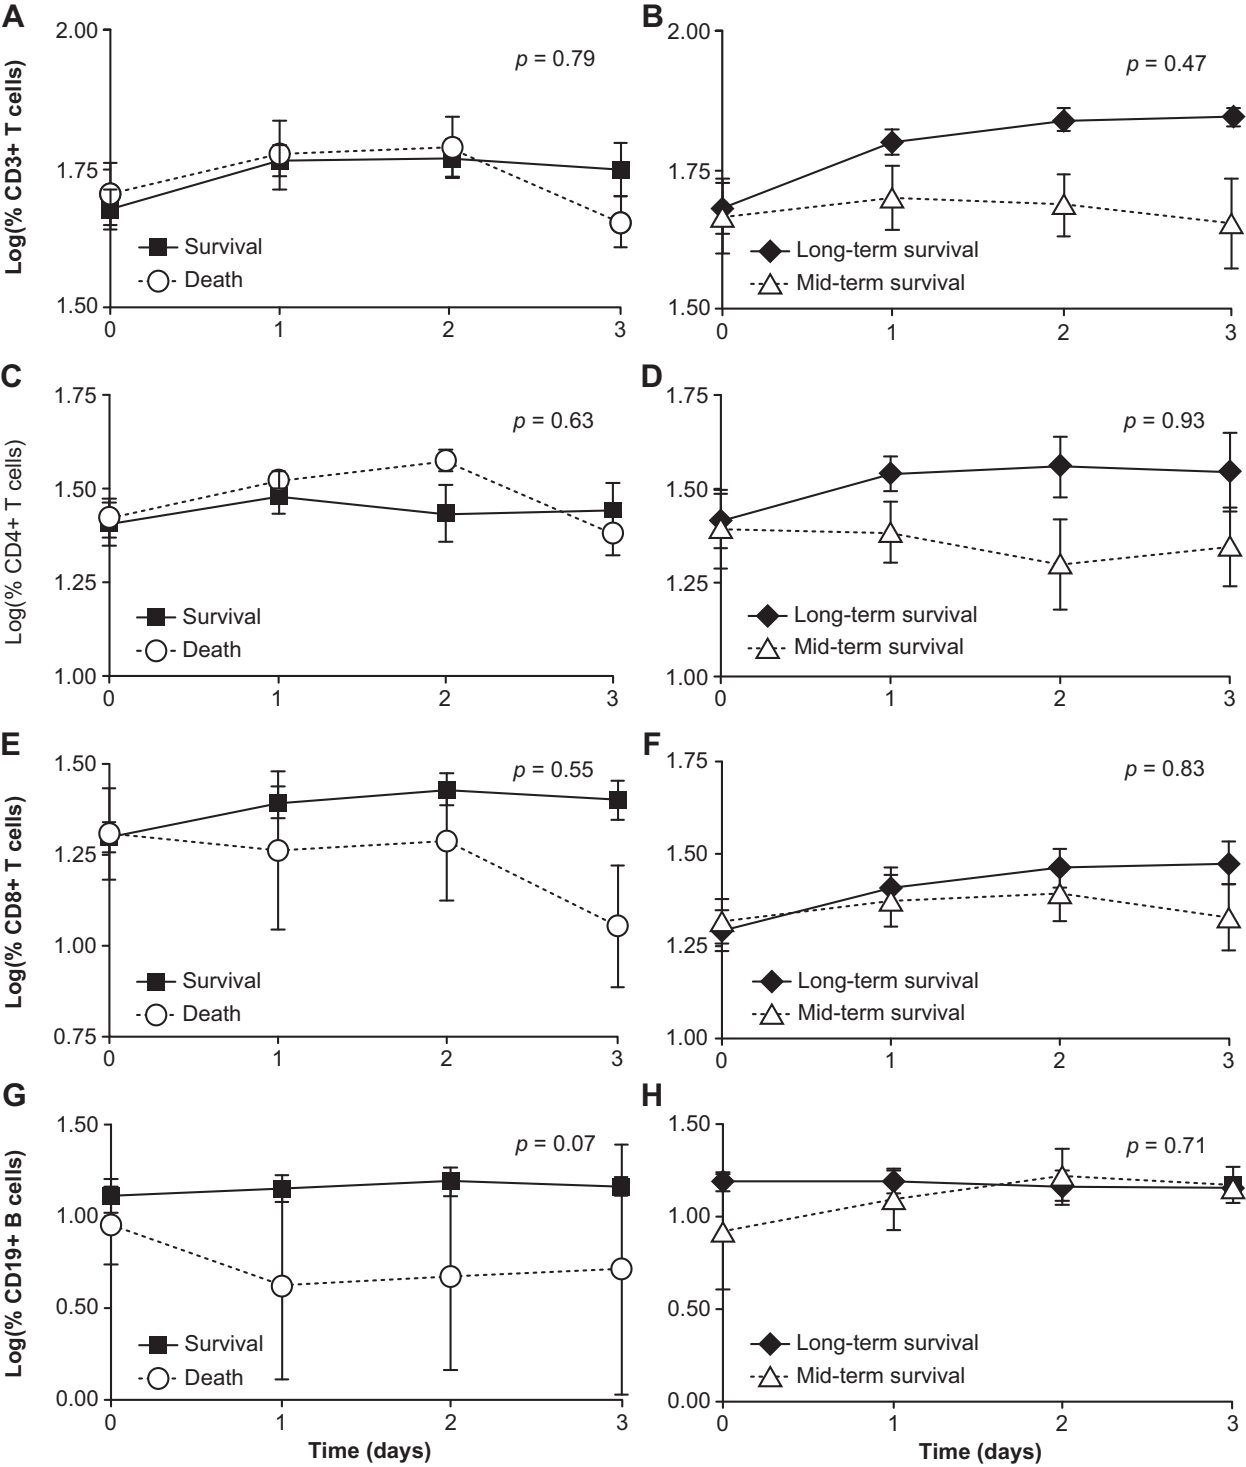 A
Log(% CD3+ T cells)
2.00
1.75
1.50
p = 0.79
Survival
Death
0 1 2 3
B
2.00
1.75
1.50
p = 0.47
Long-term survival
Mid-term survival
0 1 2 3
C
Log(% CD4+ T cells)
1.75
1.50
1.25
1.00
p = 0.63
Survival
Death
0 1 2 3
D
1.75
1.50
1.25
1.00
p = 0.93
Long-term survival
Mid-term survival
0 1 2 3
E
Log(% CD8+ T cells)
1.50
1.25
1.00
0.75
p = 0.55
Survival
Death
0 1 2 3
F
1.75
1.50
1.25
1.00
p = 0.83
Long-term survival
Mid-term survival
0 1 2 3
G
Log(% CD19+ B cells)
1.50
1.00
0.50
0.00
p = 0.07
Survival
Death
0 1 2 3
Time (days)
H
1.50
1.00
0.50
0.00
p = 0.71
Long-term survival
Mid-term survival
0 1 2 3
Time (days)